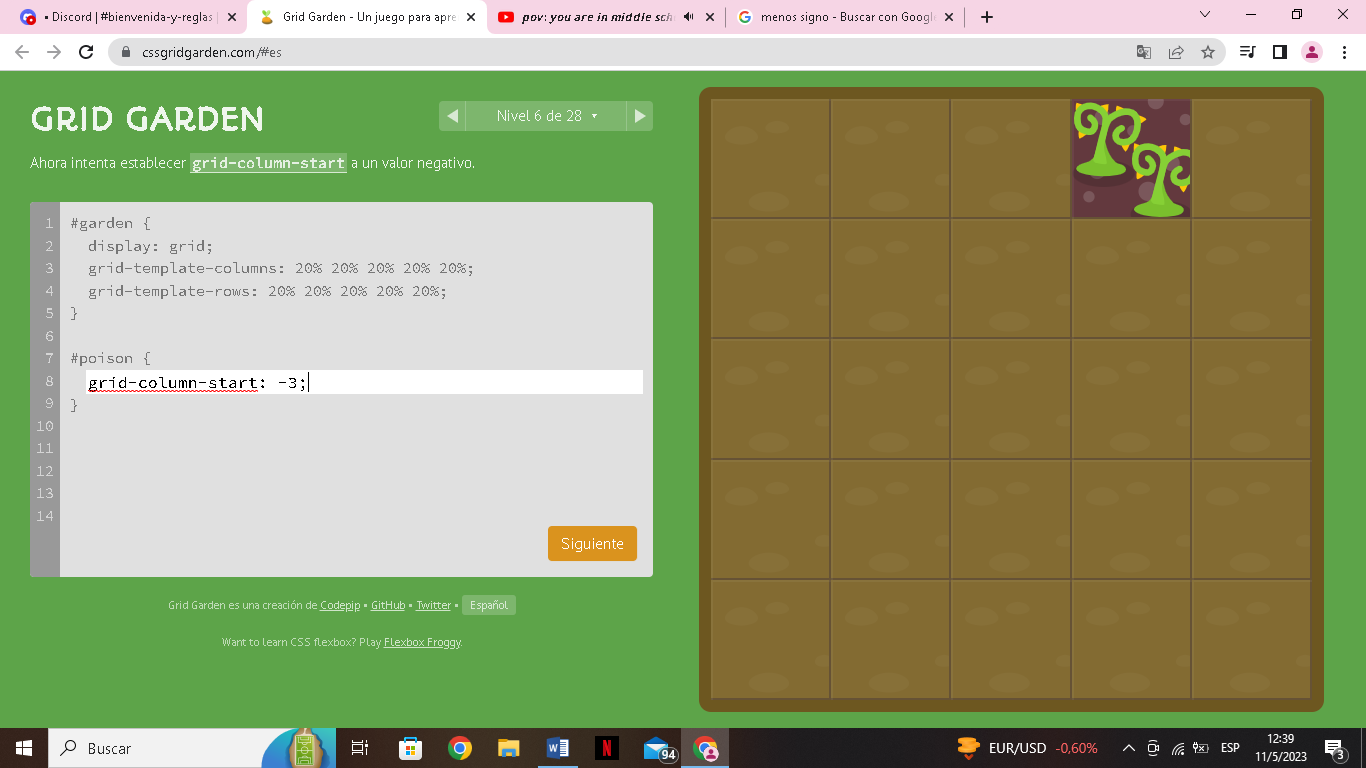 • Discord | #bienvenida-y-reglas |
Grid Garden - Un juego para apre
pov: you are in middle sch
menos signo - Buscar con Google
cssgridgarden.com/#es
GRID GARDEN
Nivel 6 de 28
Ahora intenta establecer grid-column-start a un valor negativo.
1 #garden {
2 display: grid;
3 grid-template-columns: 20% 20% 20% 20% 20%;
4 grid-template-rows: 20% 20% 20% 20% 20%;
5 }
6
7 #poison {
8 grid-column-start: -3;
9 }
10
11
12
13
14
Siguiente
Grid Garden es una creación de Codepip • GitHub • Twitter • Español
Want to learn CSS flexbox? Play Flexbox Froggy.
Buscar
W
N
94
EUR/USD -0,60%
ESP
12:39
11/5/2023
3